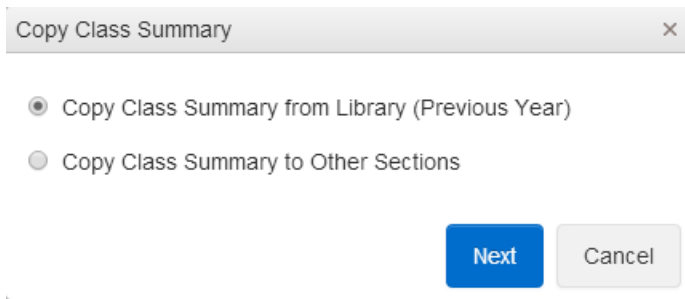 Copy Class Summary
Copy Class Summary from Library (Previous Year)
Copy Class Summary to Other Sections
Next Cancel